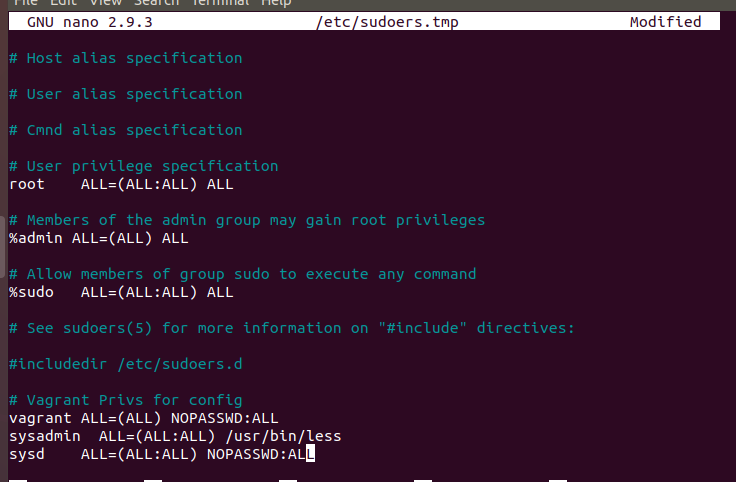 File Edit View Search Terminal Help
GNU nano 2.9.3 /etc/sudoers.tmp Modified
# Host alias specification
# User alias specification
# Cmnd alias specification
# User privilege specification
root ALL=(ALL:ALL) ALL
# Members of the admin group may gain root privileges
%admin ALL=(ALL) ALL
# Allow members of group sudo to execute any command
%sudo ALL=(ALL:ALL) ALL
# See sudoers(5) for more information on "#include" directives:
#includedir /etc/sudoers.d
# Vagrant Privs for config
vagrant ALL=(ALL) NOPASSWD:ALL
sysadmin ALL=(ALL:ALL) /usr/bin/less
sysd ALL=(ALL:ALL) NOPASSWD:ALL